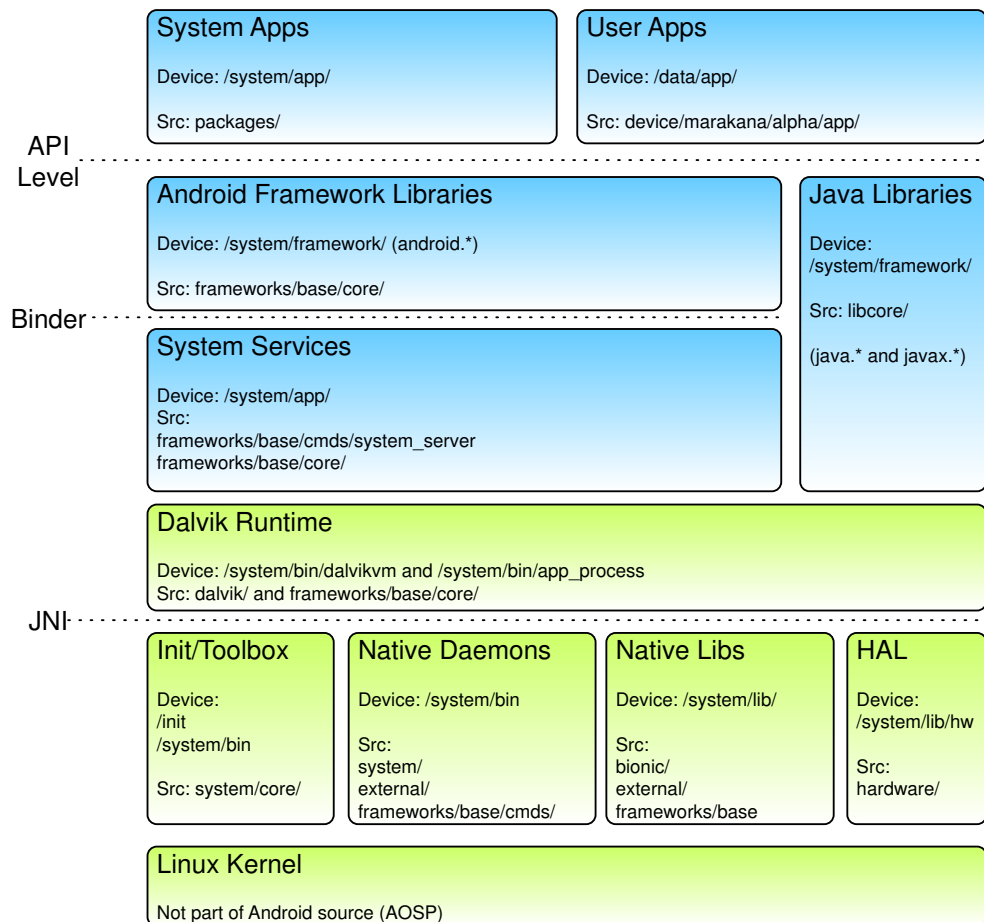 System Apps
Device: /system/app/
Src: packages/
User Apps
Device: /data/app/
Src: device/marakana/alpha/app/
API
Level
Android Framework Libraries
Device: /system/framework/ (android.*)
Src: frameworks/base/core/
Java Libraries
Device:
/system/framework/
Src: libcore/
(java.* and javax.*)
Binder
System Services
Device: /system/app/
Src:
frameworks/base/cmds/system_server
frameworks/base/core/
Dalvik Runtime
Device: /system/bin/dalvikvm and /system/bin/app_process
Src: dalvik/ and frameworks/base/core/
JNI
Init/Toolbox
Device:
/init
/system/bin
Src: system/core/
Native Daemons
Device: /system/bin
Src:
system/
external/
frameworks/base/cmds/
Native Libs
Device: /system/lib/
Src:
bionic/
external/
frameworks/base
HAL
Device:
/system/lib/hw
Src:
hardware/
Linux Kernel
Not part of Android source (AOSP)